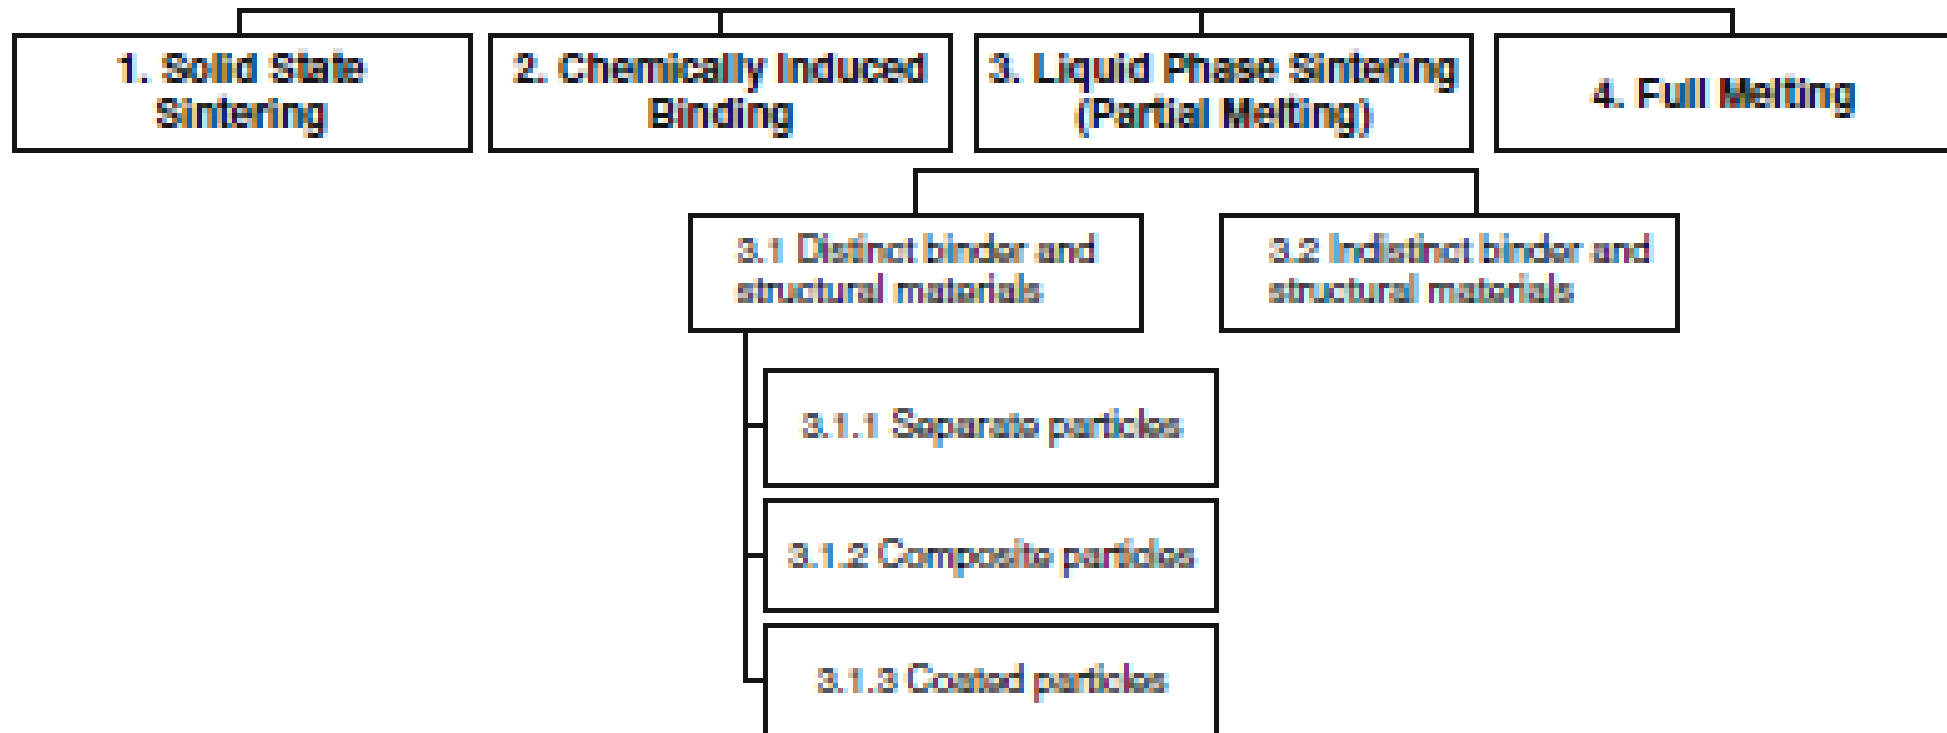 1. Solid State
Sintering
2. Chemically Induced
Binding
3. Liquid Phase Sintering
(Partial Melting)
4. Full Melting
3.1 Distinct binder and
structural materials
3.2 Indistinct binder and
structural materials
3.1.1 Separate particles
3.1.2 Composite particles
3.1.3 Coated particles